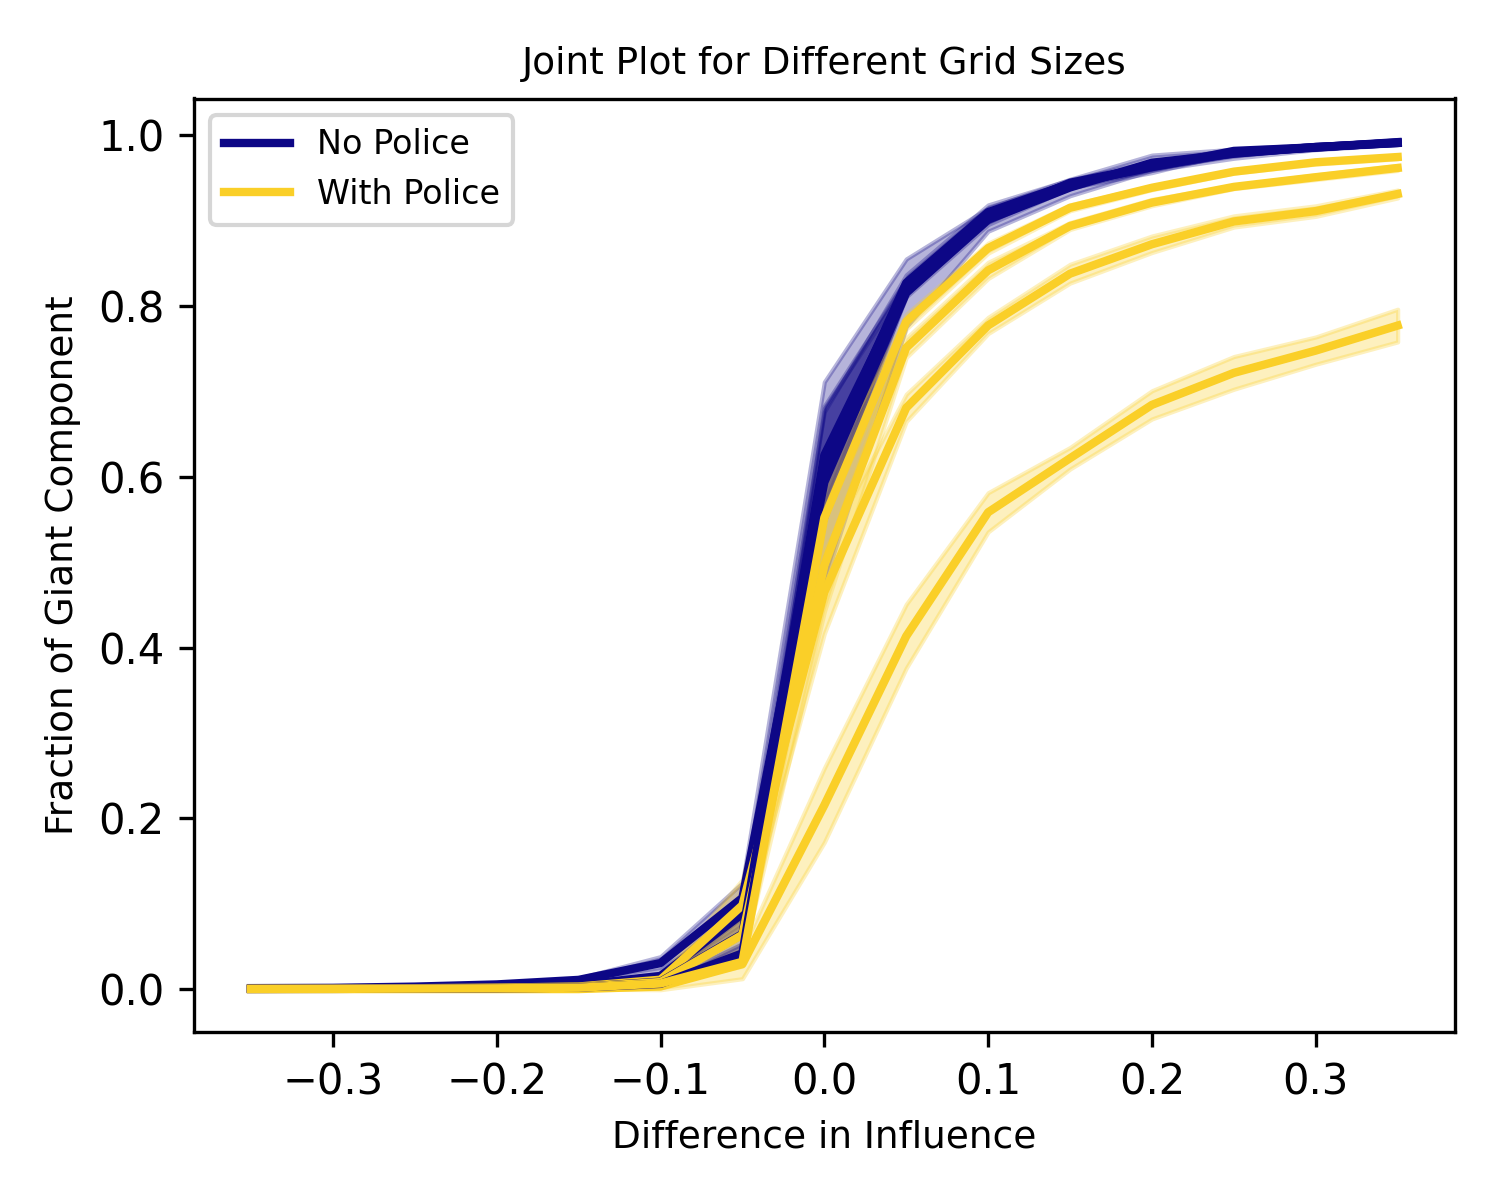 Joint Plot for Different Grid Sizes
No Police
With Police
Fraction of Giant Component
1.0
0.8
0.6
0.4
0.2
0.0
−0.3 −0.2 −0.1 0.0 0.1 0.2 0.3
Difference in Influence